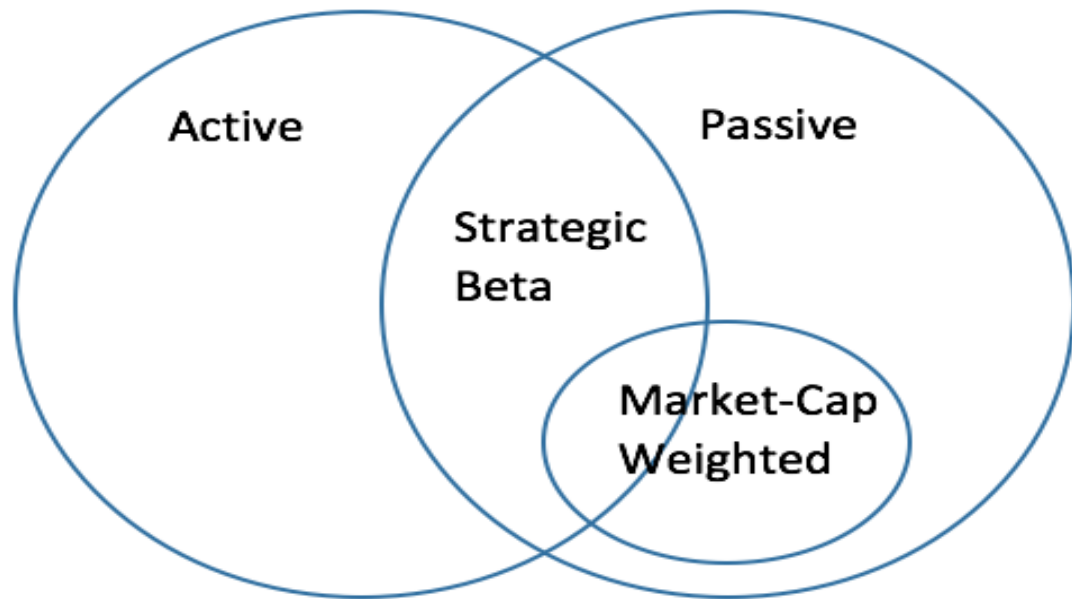 Active
Passive
Strategic
Beta
Market-Cap
Weighted